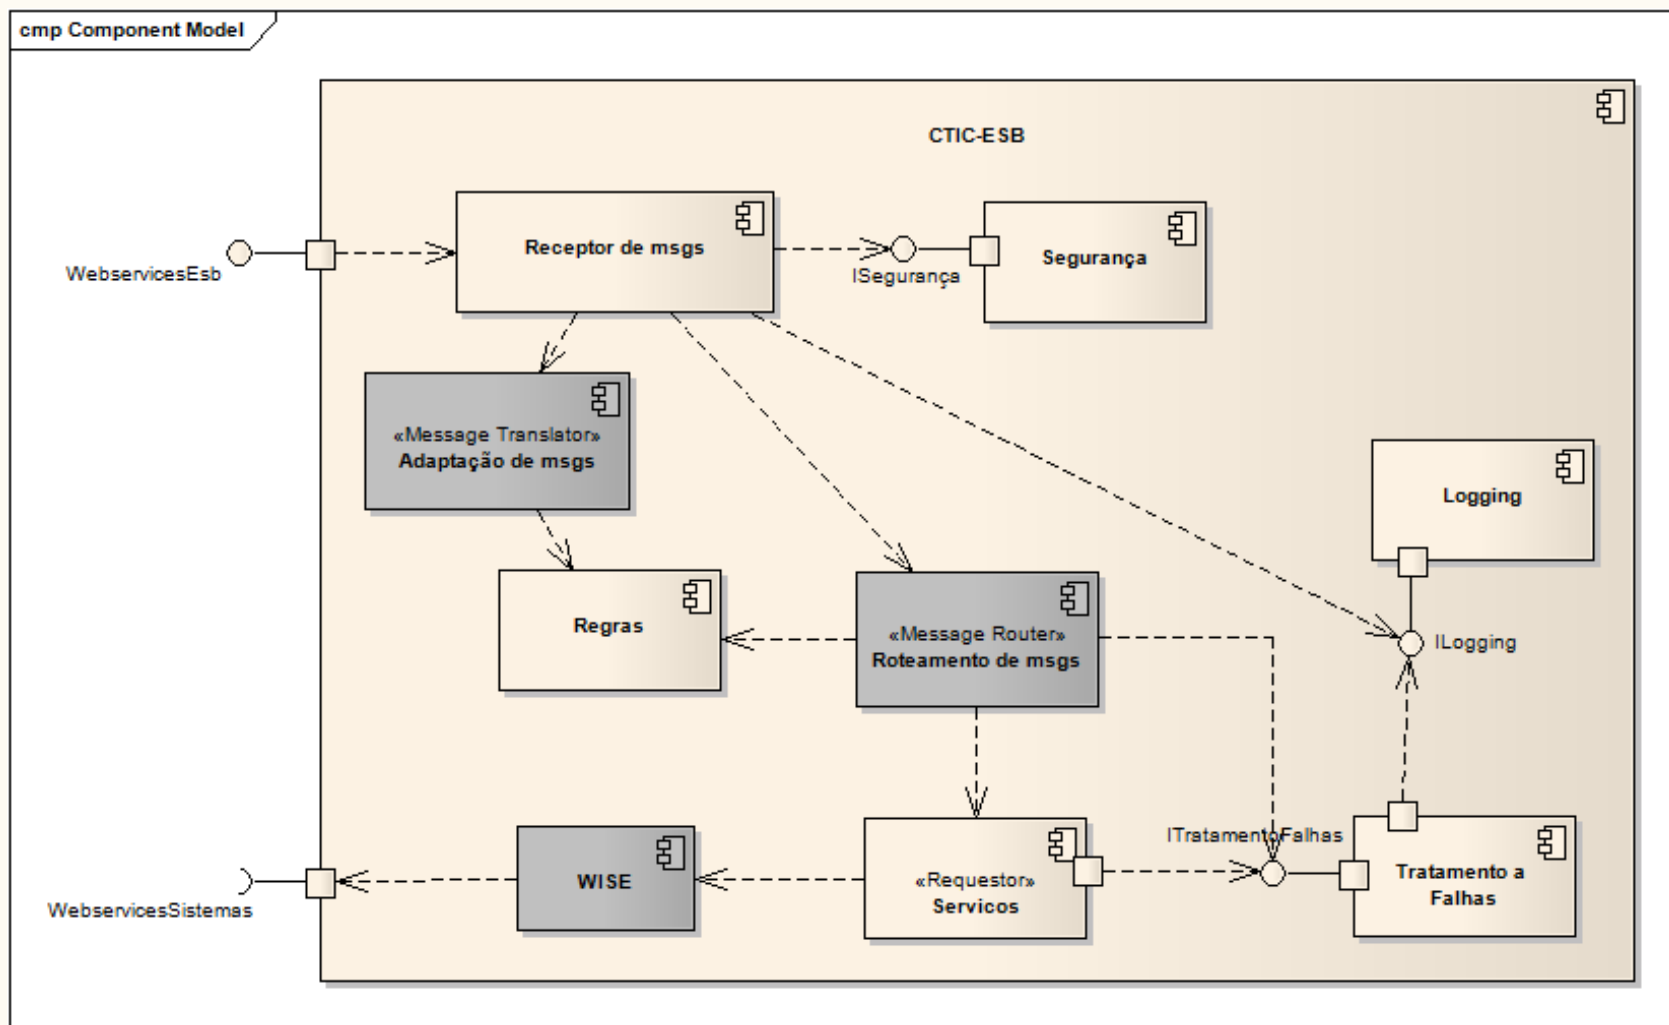 cmp Component Model
CTIC-ESB
Receptor de msgs
Segurança
WebservicesEsb
ISegurança
«Message Translator»
Adaptação de msgs
Logging
Regras
«Message Router»
Roteamento de msgs
ILogging
ITratamentoFalhas
WISE
«Requestor»
Servicos
Tratamento a
Falhas
WebservicesSistemas